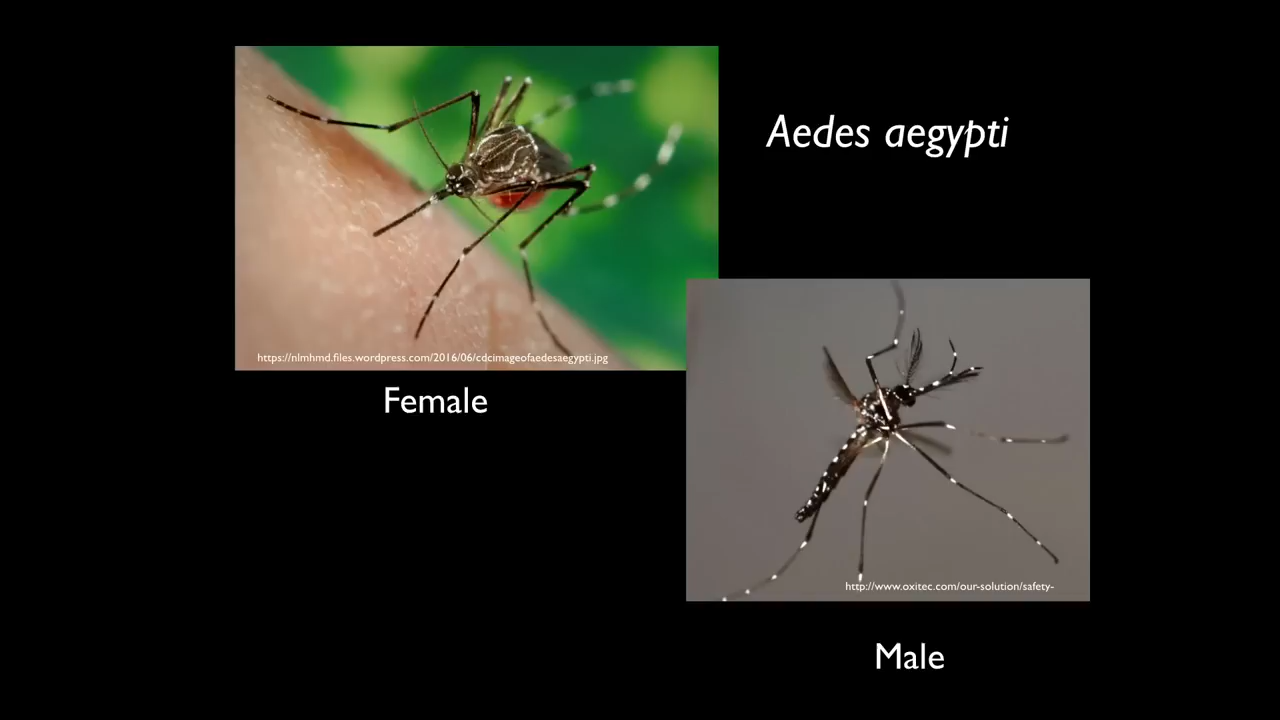 Aedes aegypti
https://nlmhmd.files.wordpress.com/2016/06/cdcimageofaedesaegypti.jpg
Female
http://www.oxitec.com/our-solution/safety-
Male